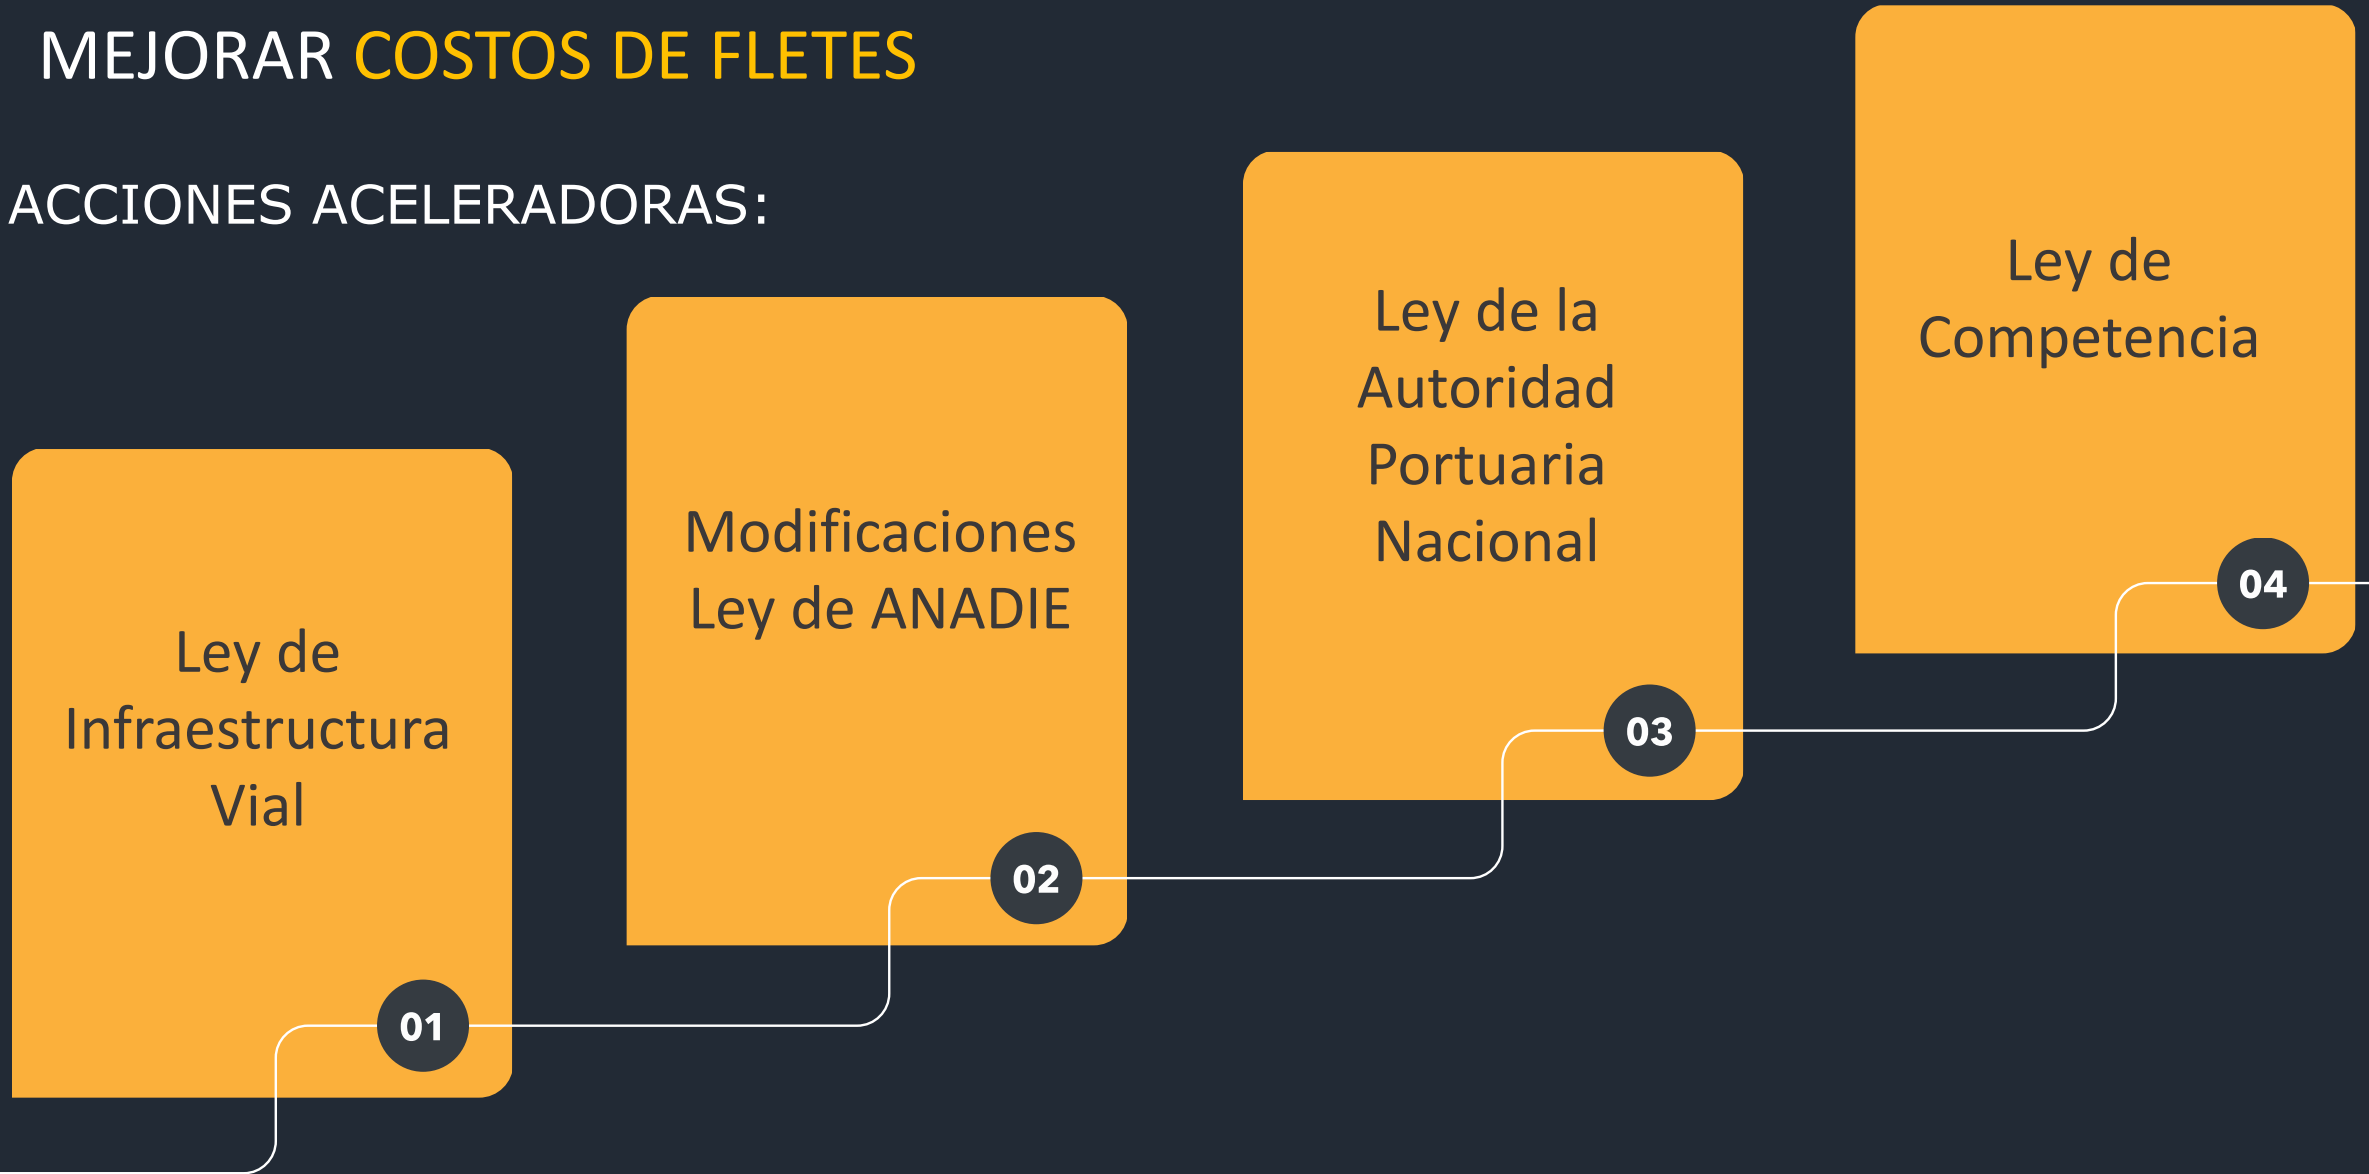 MEJORAR COSTOS DE FLETES
ACCIONES ACELERADORAS:
Ley de
Infraestructura
Vial
01
Modificaciones
Ley de ANADIE
02
Ley de la
Autoridad
Portuaria
Nacional
03
Ley de
Competencia
04